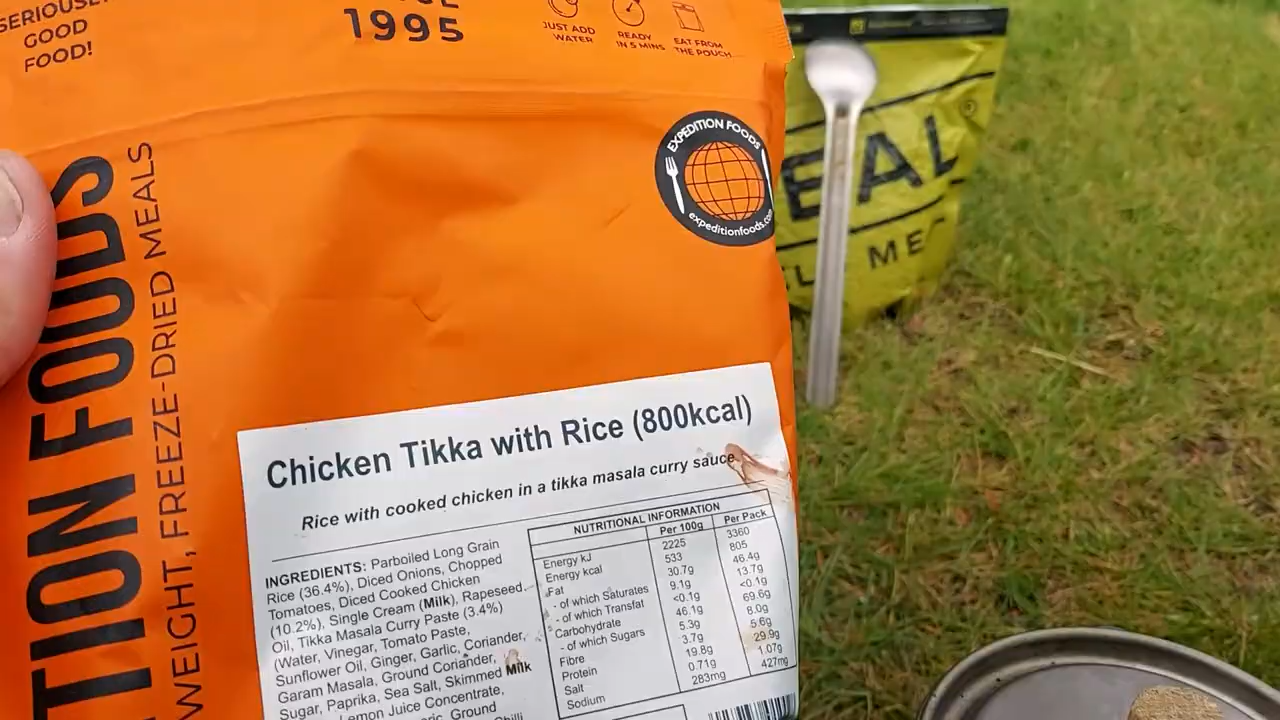 SERIOUSLY
GOOD
FOOD!
1995
JUST ADD
WATER
READY
IN 5 MINS
EAT FROM
THE POUCH
EXPEDITION FOODS
expeditionfoods.com
TION FOODS
WEIGHT, FREEZE-DRIED MEALS
EAL
ME
Chicken Tikka with Rice (800kcal)
Rice with cooked chicken in a tikka masala curry sauce
INGREDIENTS: Parboiled Long Grain
Rice (36.4%), Diced Onions, Chopped
Tomatoes, Diced Cooked Chicken
(10.2%), Single Cream (Milk), Rapeseed
Oil, Tikka Masala Curry Paste (3.4%)
(Water, Vinegar, Tomato Paste,
Sunflower Oil, Ginger, Garlic, Coriander,
Garam Masala, Ground Coriander,
Sugar, Paprika, Sea Salt, Skimmed Milk
Lemon Juice Concentrate,
Ground
NUTRITIONAL INFORMATION
Per 100g Per Pack
Energy kJ 2225 3360
Energy kcal 533 805
Fat 30.7g 46.4g
- of which Saturates 9.1g 13.7g
- of which Transfat <0.1g <0.1g
Carbohydrate 46.1g 69.6g
- of which Sugars 5.3g 8.0g
Fibre 3.7g 5.6g
Protein 19.8g 29.9g
Salt 0.71g 1.07g
Sodium 283mg 427mg